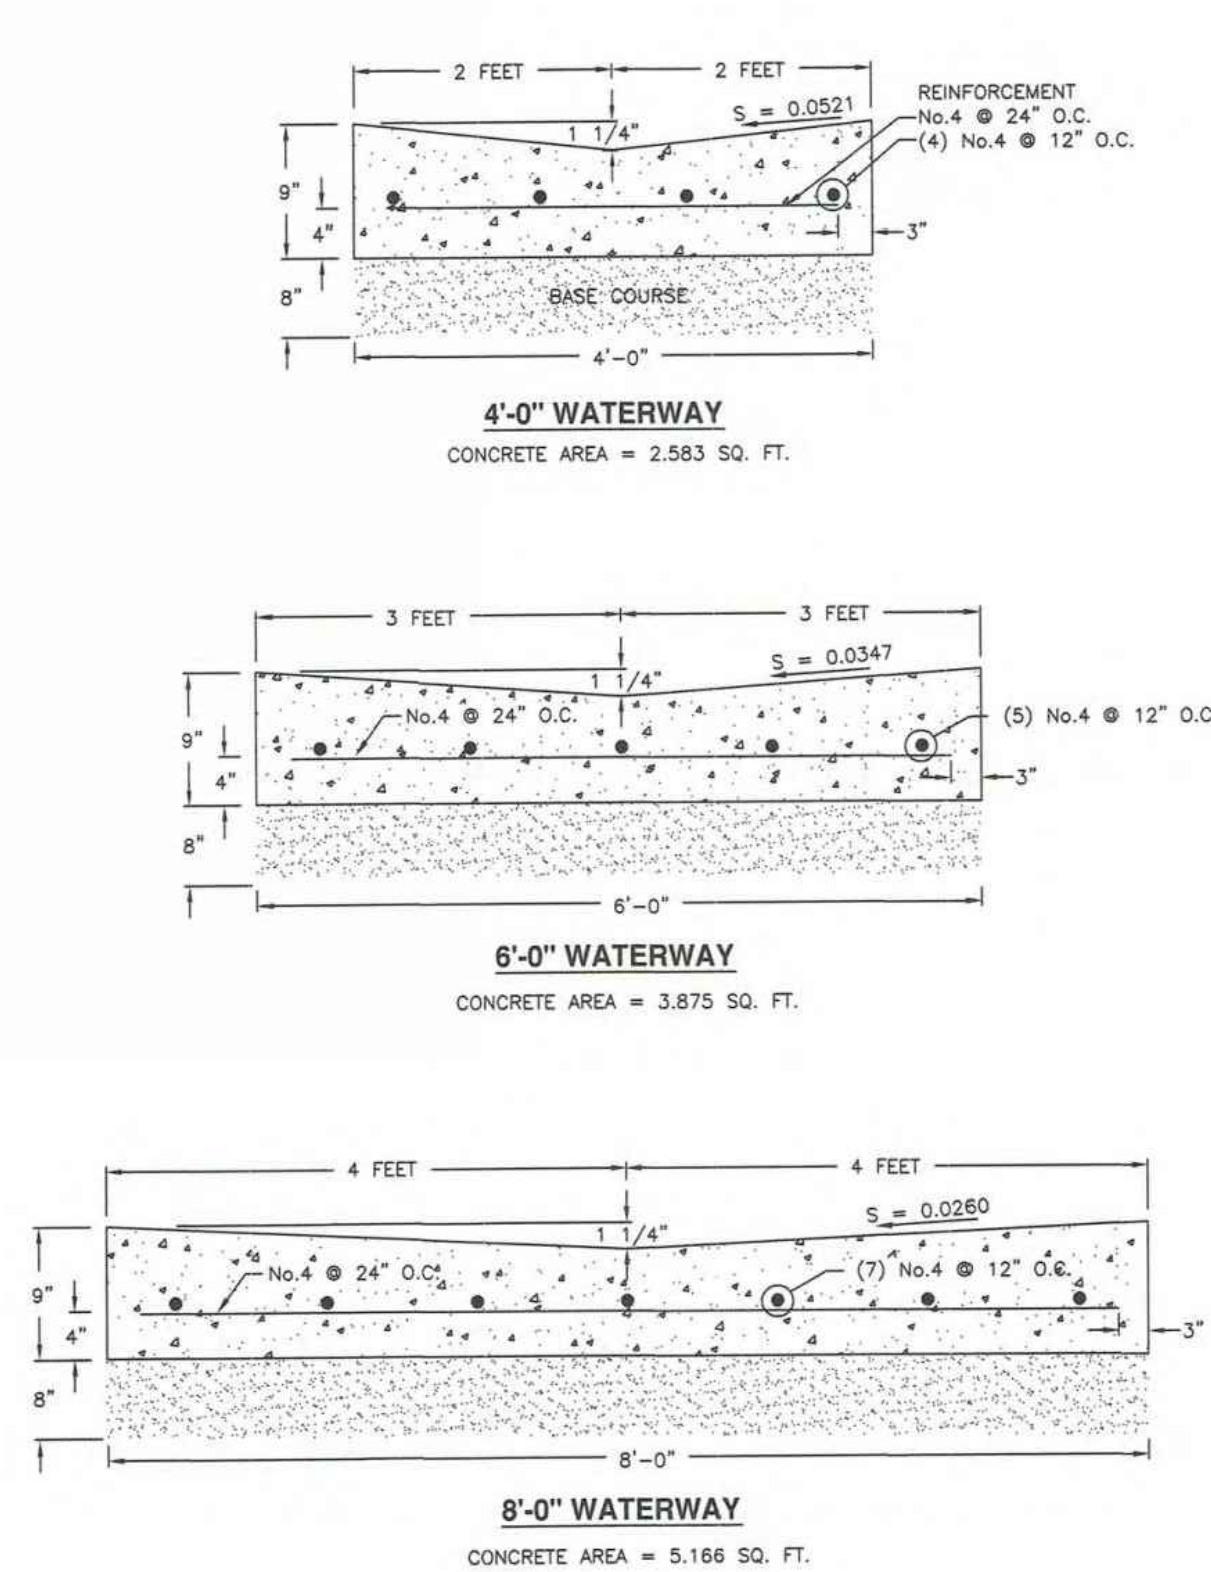 2 FEET
2 FEET
REINFORCEMENT
S = 0.0521
No.4 @ 24" O.C.
1 1/4"
(4) No.4 @ 12" O.C.
9"
4"
3"
8"
BASE COURSE
4'-0"
4'-0" WATERWAY
CONCRETE AREA = 2.583 SQ. FT.
3 FEET
3 FEET
S = 0.0347
1 1/4"
No.4 @ 24" O.C.
(5) No.4 @ 12" O.C
9"
4"
3"
8"
6'-0"
6'-0" WATERWAY
CONCRETE AREA = 3.875 SQ. FT.
4 FEET
4 FEET
S = 0.0260
1 1/4"
No.4 @ 24" O.C.
(7) No.4 @ 12" O.C.
9"
4"
3"
8"
8'-0"
8'-0" WATERWAY
CONCRETE AREA = 5.166 SQ. FT.